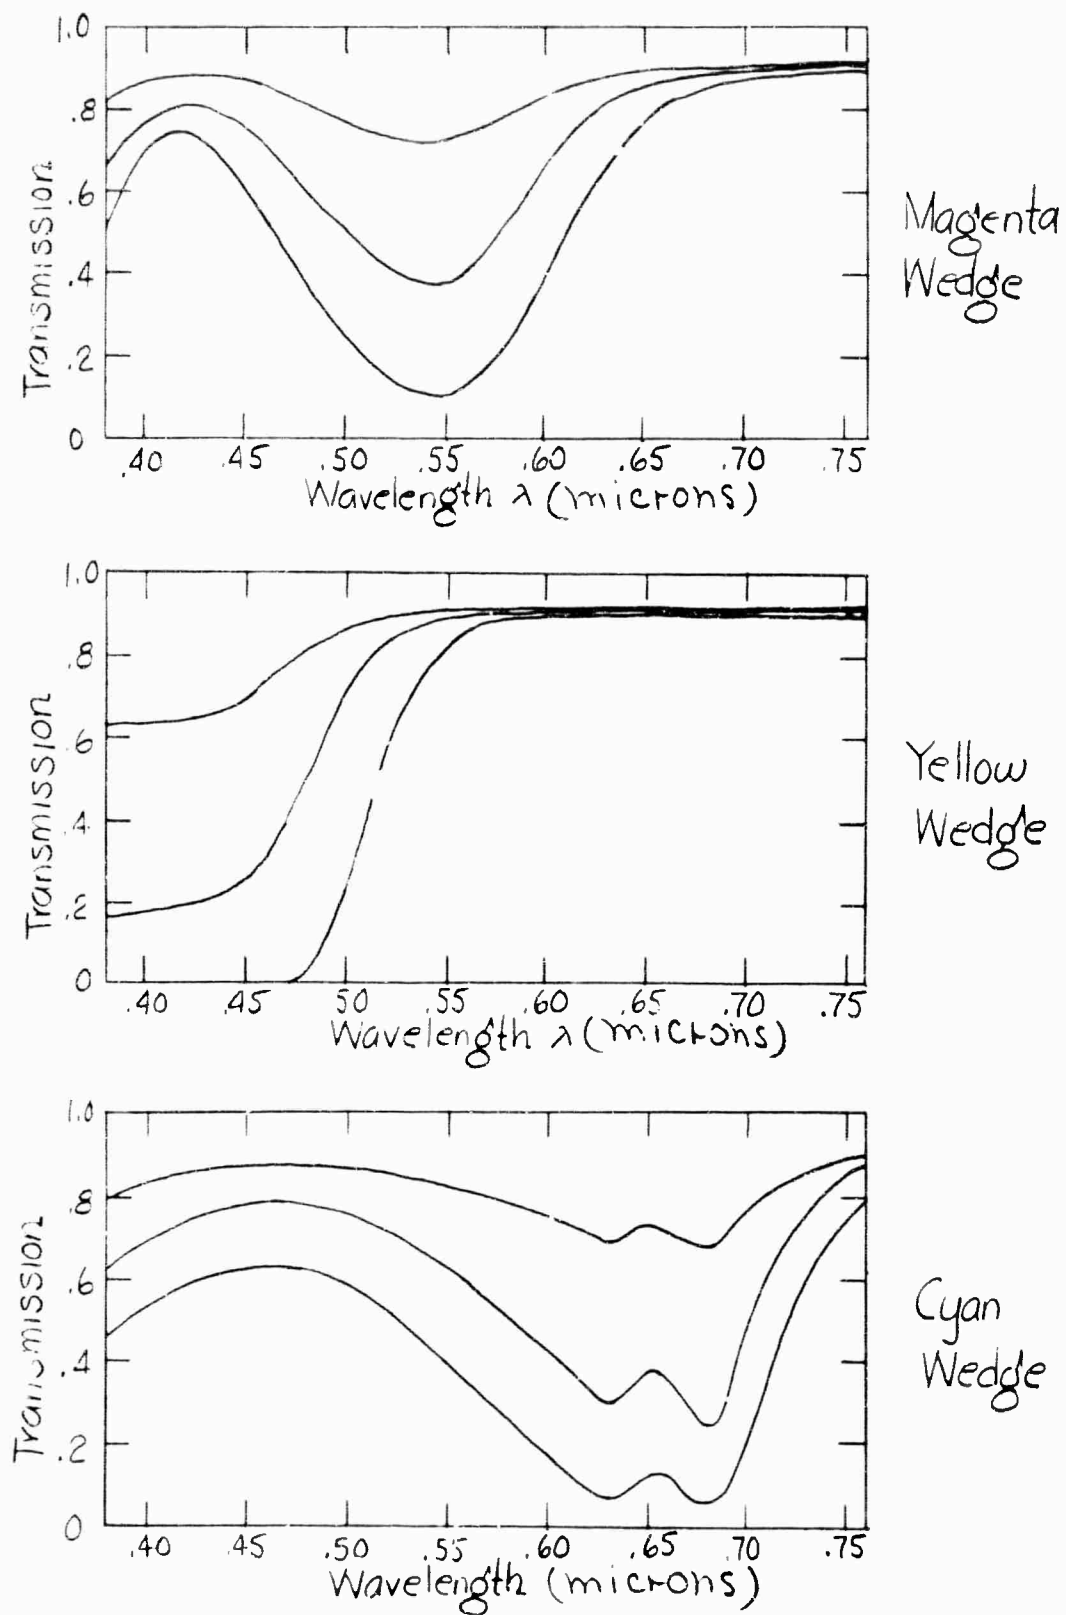 1.0
.8
.6
.4
.2
0
Transmission
.40 .45 .50 .55 .60 .65 .70 .75
Wavelength λ (microns)
Magenta
Wedge
1.0
.8
.6
.4
.2
0
Transmission
.40 .45 50 .55 .60 .65 .70 .75
Wavelength λ (microns)
Yellow
Wedge
1.0
.8
.6
.4
.2
0
Transmission
.40 .45 .50 .55 .60 .65 .70 .75
Wavelength (microns)
Cyan
Wedge